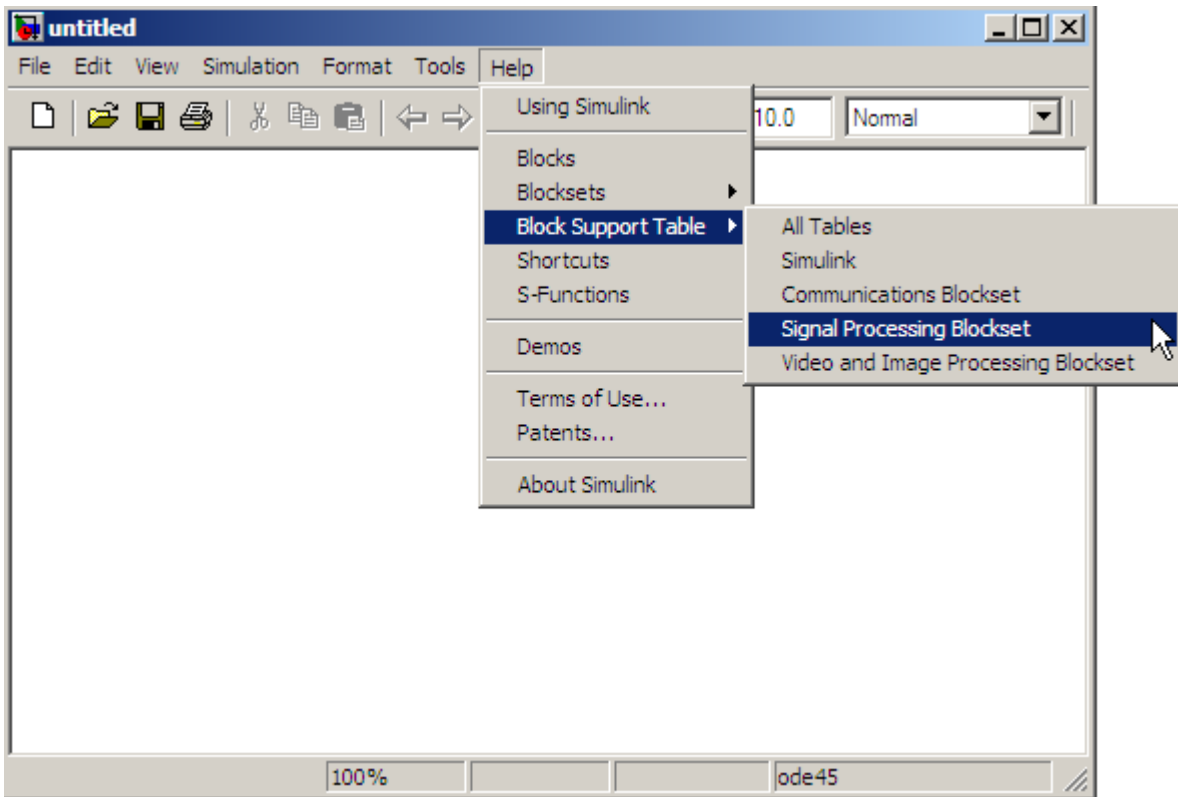 untitled
File Edit View Simulation Format Tools Help
10.0 Normal
Using Simulink
Blocks
Blocksets
Block Support Table
Shortcuts
S-Functions
Demos
Terms of Use...
Patents...
About Simulink
All Tables
Simulink
Communications Blockset
Signal Processing Blockset
Video and Image Processing Blockset
100% ode45